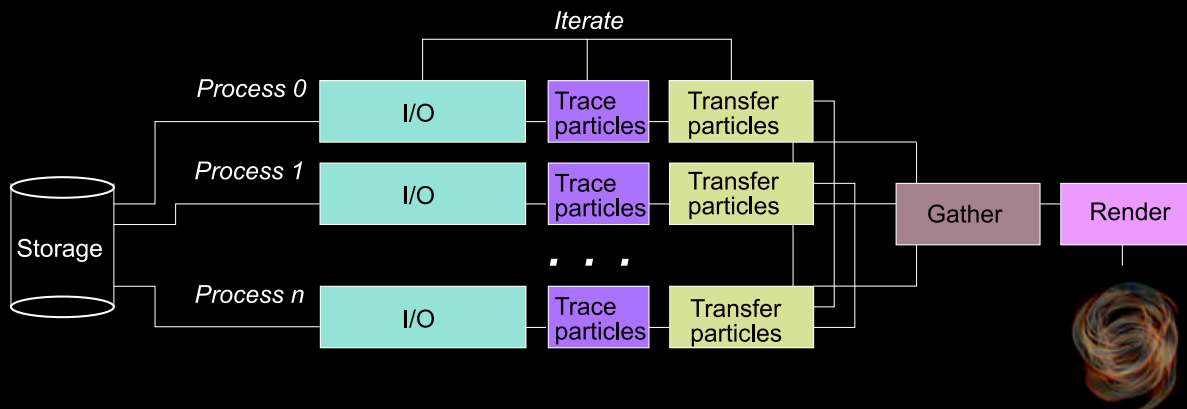 Iterate
Process 0
I/O
Trace
particles
Transfer
particles
Process 1
I/O
Trace
particles
Transfer
particles
Storage
Gather
Render
. . .
Process n
I/O
Trace
particles
Transfer
particles